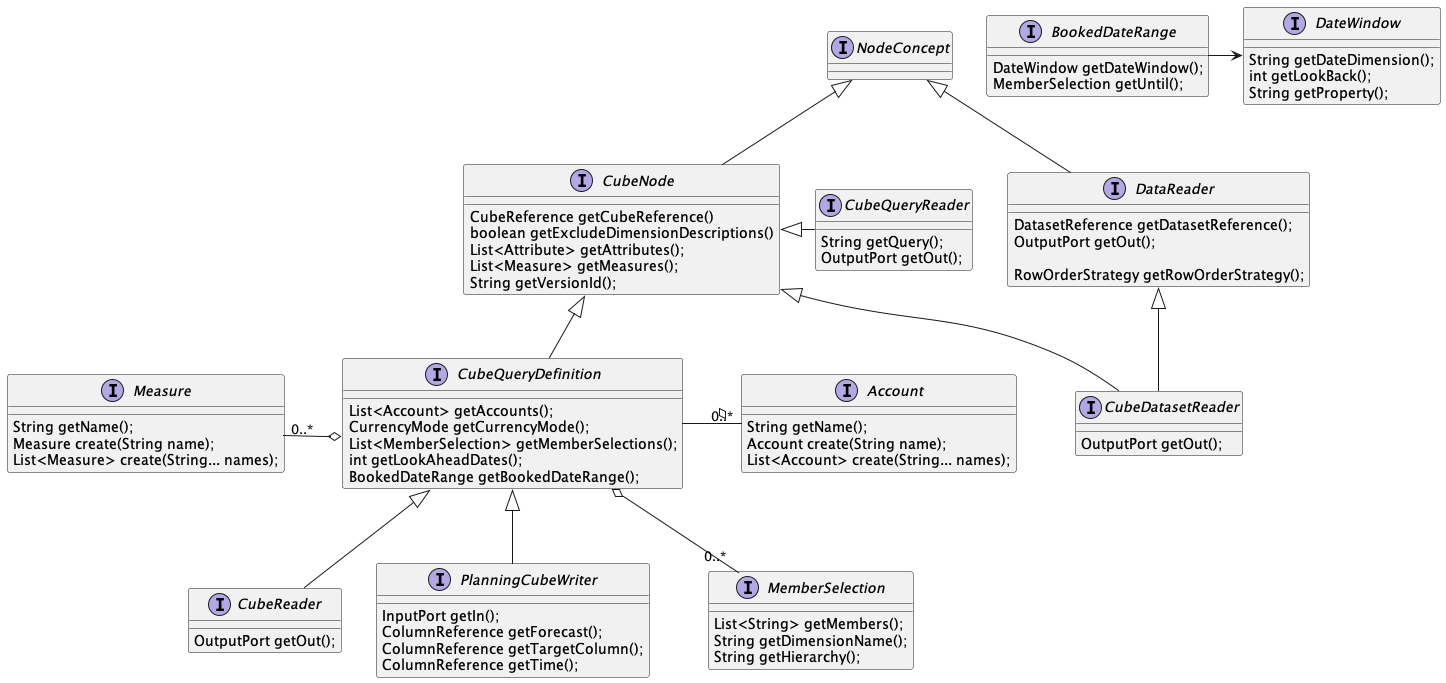 I NodeConcept
I BookedDateRange
DateWindow getDateWindow();
MemberSelection getUntil();
I DateWindow
String getDateDimension();
int getLookBack();
String getProperty();
I CubeNode
CubeReference getCubeReference()
boolean getExcludeDimensionDescriptions()
List<Attribute> getAttributes();
List<Measure> getMeasures();
String getVersionId();
I CubeQueryReader
String getQuery();
OutputPort getOut();
I DataReader
DatasetReference getDatasetReference();
OutputPort getOut();
RowOrderStrategy getRowOrderStrategy();
I Measure
String getName();
Measure create(String name);
List<Measure> create(String... names);
0..*
I CubeQueryDefinition
List<Account> getAccounts();
CurrencyMode getCurrencyMode();
List<MemberSelection> getMemberSelections();
int getLookAheadDates();
BookedDateRange getBookedDateRange();
0..*
I Account
String getName();
Account create(String name);
List<Account> create(String... names);
I CubeDatasetReader
OutputPort getOut();
I CubeReader
OutputPort getOut();
I PlanningCubeWriter
InputPort getIn();
ColumnReference getForecast();
ColumnReference getTargetColumn();
ColumnReference getTime();
0..*
I MemberSelection
List<String> getMembers();
String getDimensionName();
String getHierarchy();